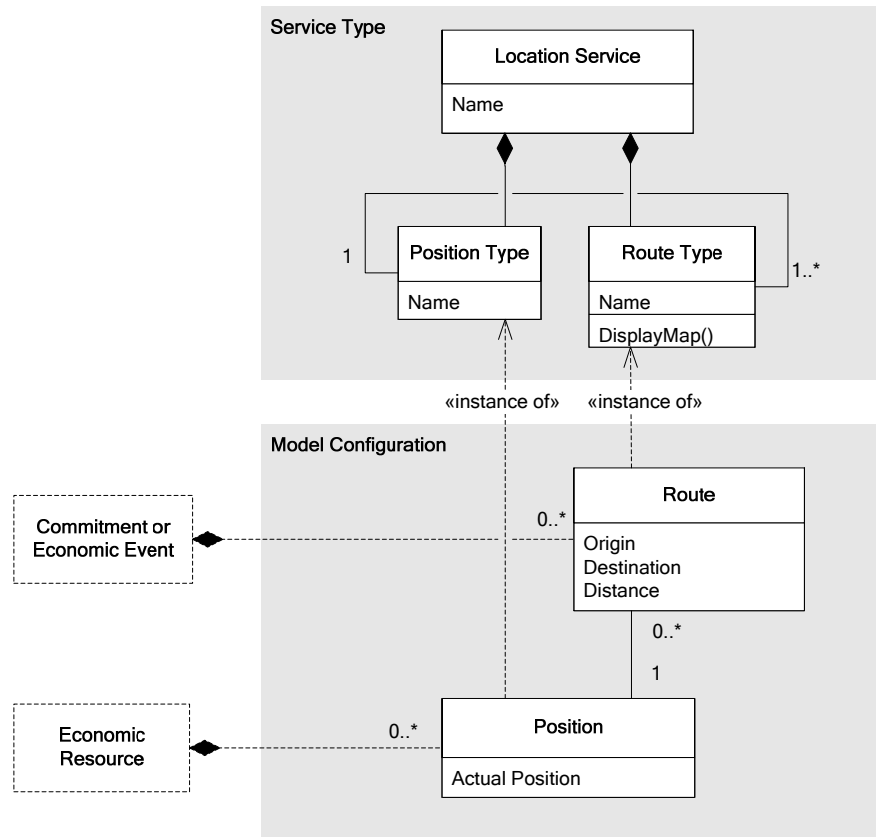 Service Type
Location Service
Name
1
Position Type
Name
Route Type
Name
DisplayMap()
1..*
«instance of»
«instance of»
Model Configuration
Route
Origin
Destination
Distance
Commitment or
Economic Event
0..*
0..*
1
Economic
Resource
0..*
Position
Actual Position